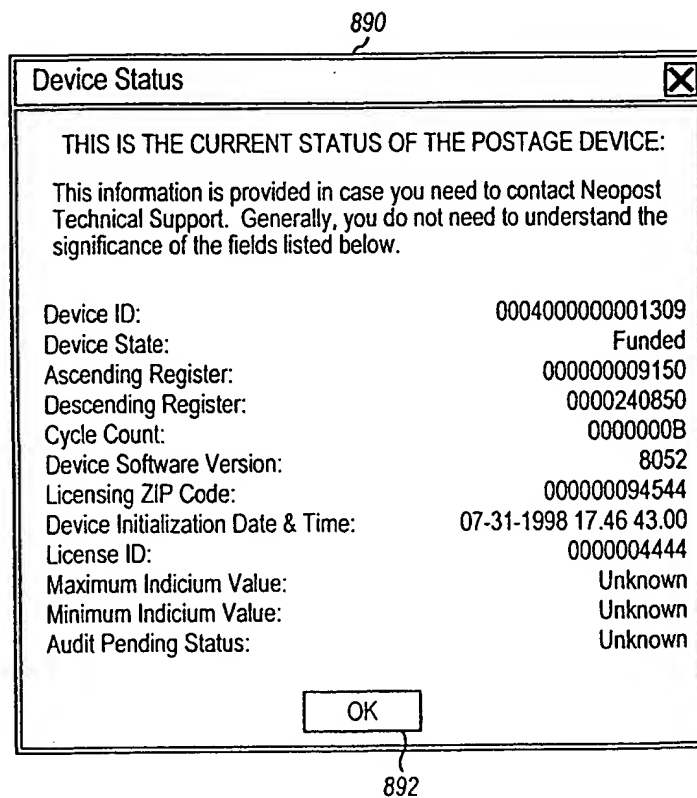 890
Device Status
THIS IS THE CURRENT STATUS OF THE POSTAGE DEVICE:
This information is provided in case you need to contact Neopost
Technical Support. Generally, you do not need to understand the
significance of the fields listed below.
Device ID: 0004000000001309
Device State: Funded
Ascending Register: 000000009150
Descending Register: 0000240850
Cycle Count: 0000000B
Device Software Version: 8052
Licensing ZIP Code: 000000094544
Device Initialization Date & Time: 07-31-1998 17.46 43.00
License ID: 0000004444
Maximum Indicium Value: Unknown
Minimum Indicium Value: Unknown
Audit Pending Status: Unknown
OK
892